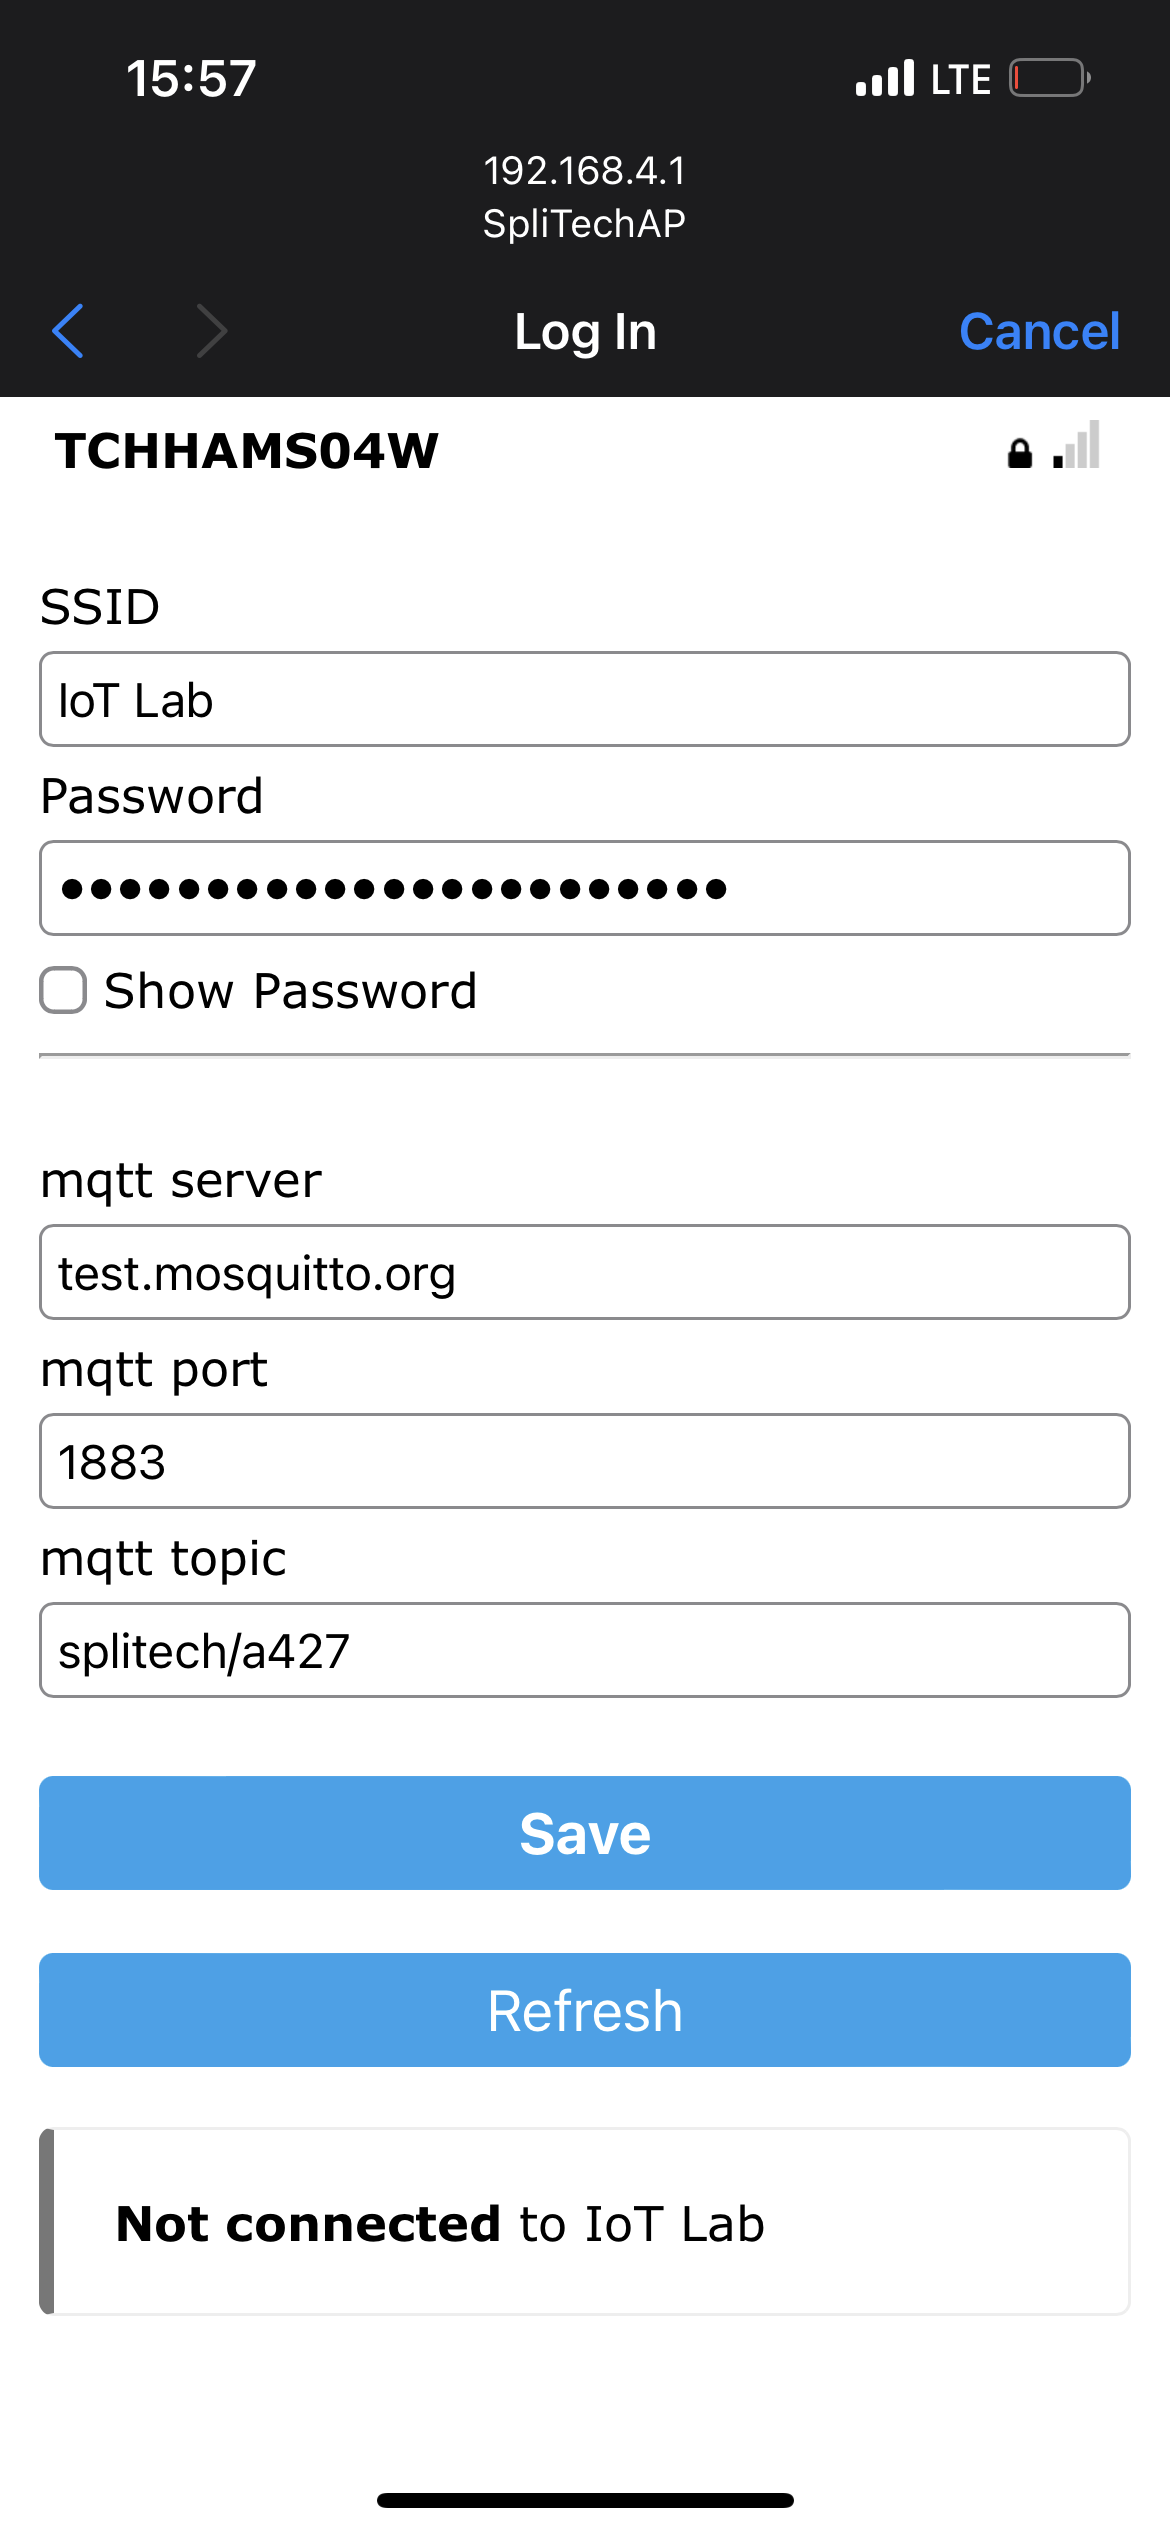 15:57
LTE
192.168.4.1
SpliTechAP
Log In
Cancel
TCHHAMS04W
SSID
IoT Lab
Password
•••••••••••••••••••••••
Show Password
mqtt server
test.mosquitto.org
mqtt port
1883
mqtt topic
splitech/a427
Save
Refresh
Not connected to IoT Lab